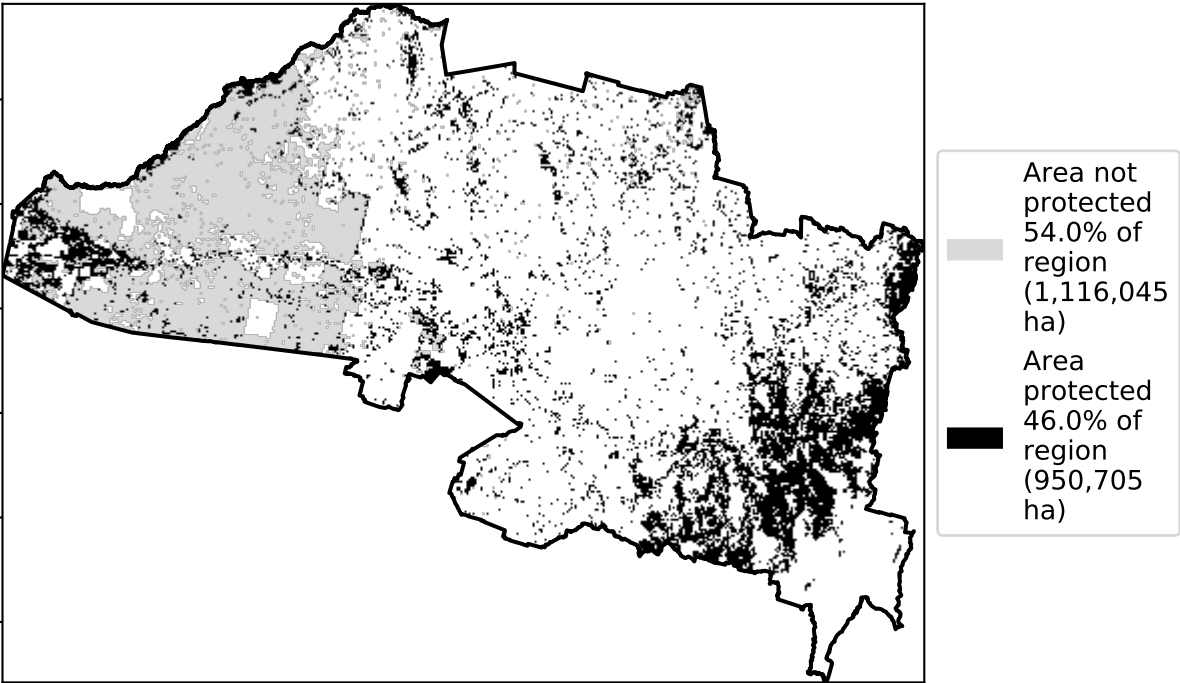 Area not
protected
54.0% of
region
(1,116,045
ha)
Area
protected
46.0% of
region
(950,705
ha)